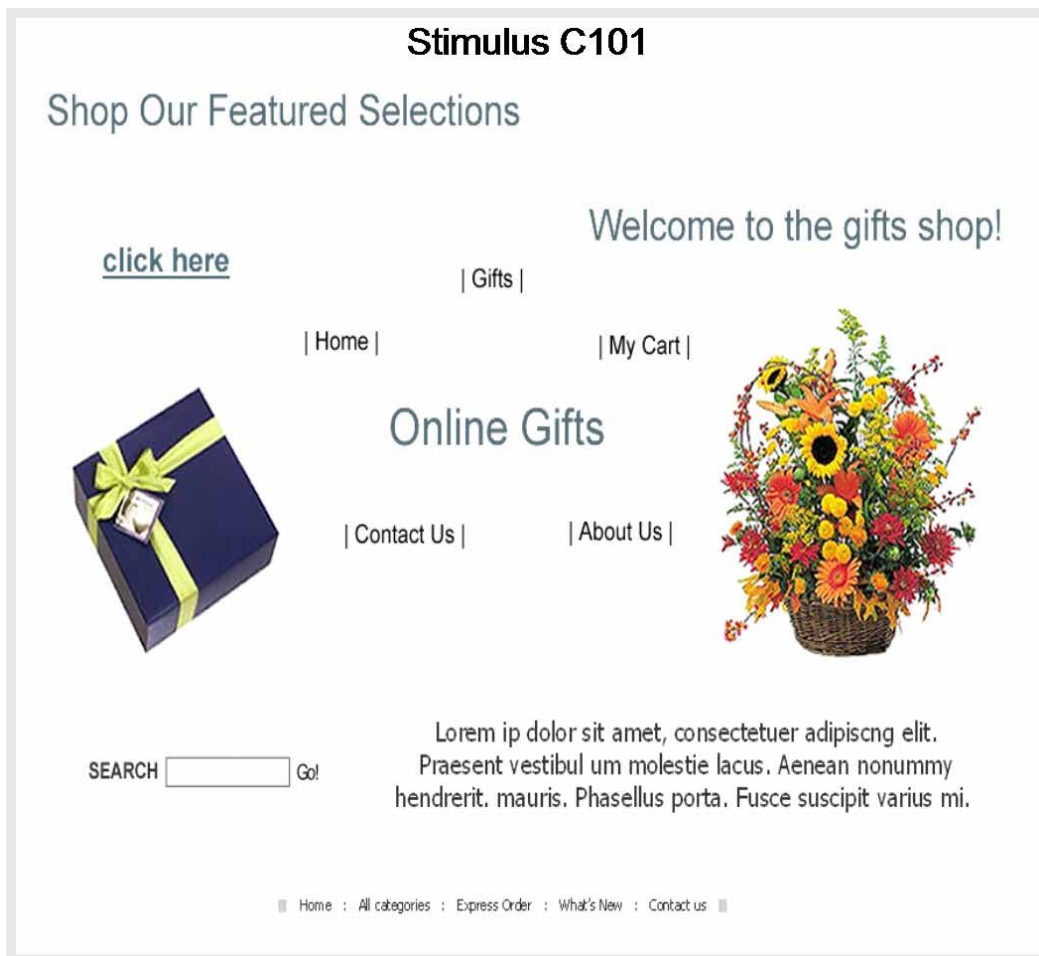 Stimulus C101
Shop Our Featured Selections
Welcome to the gifts shop!
click here
| Gifts |
| Home |
| My Cart |
Online Gifts
| Contact Us |
| About Us |
Lorem ip dolor sit amet, consectetuer adipiscng elit.
Praesent vestibul um molestie lacus. Aenean nonummy
hendrerit. mauris. Phasellus porta. Fusce suscipit varius mi.
SEARCH Go!
Home : All categories : Express Order : What's New : Contact us